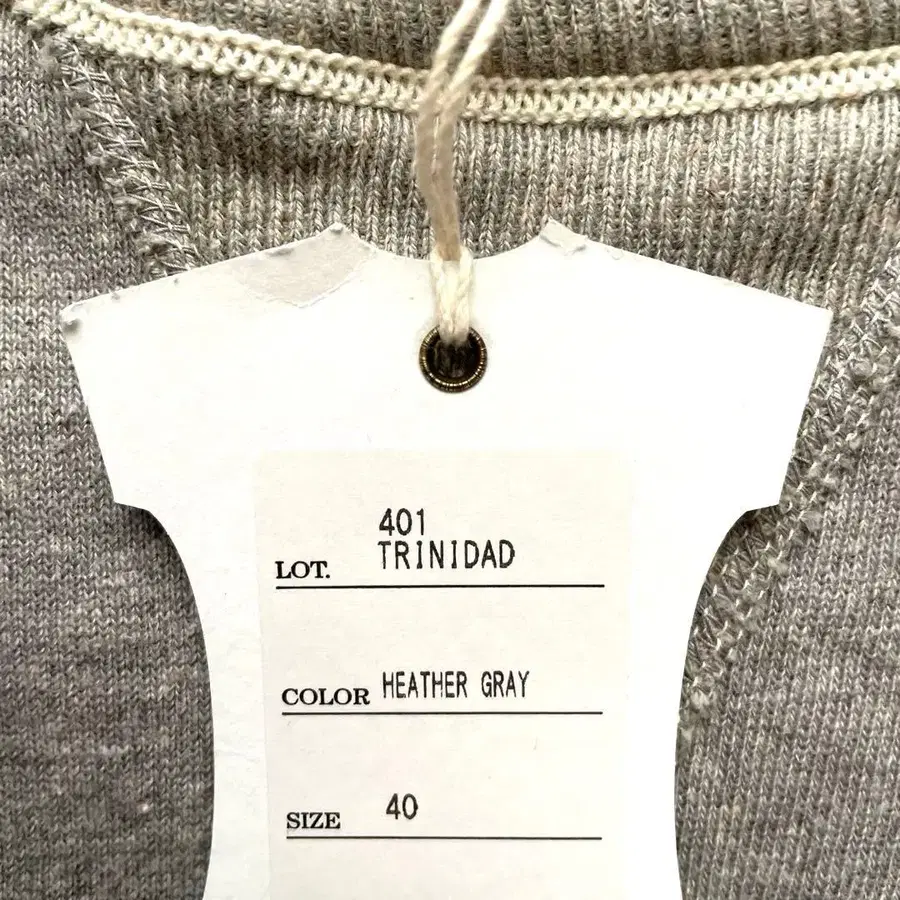 401
LOT. TRINIDAD
COLOR HEATHER GRAY
SIZE 40